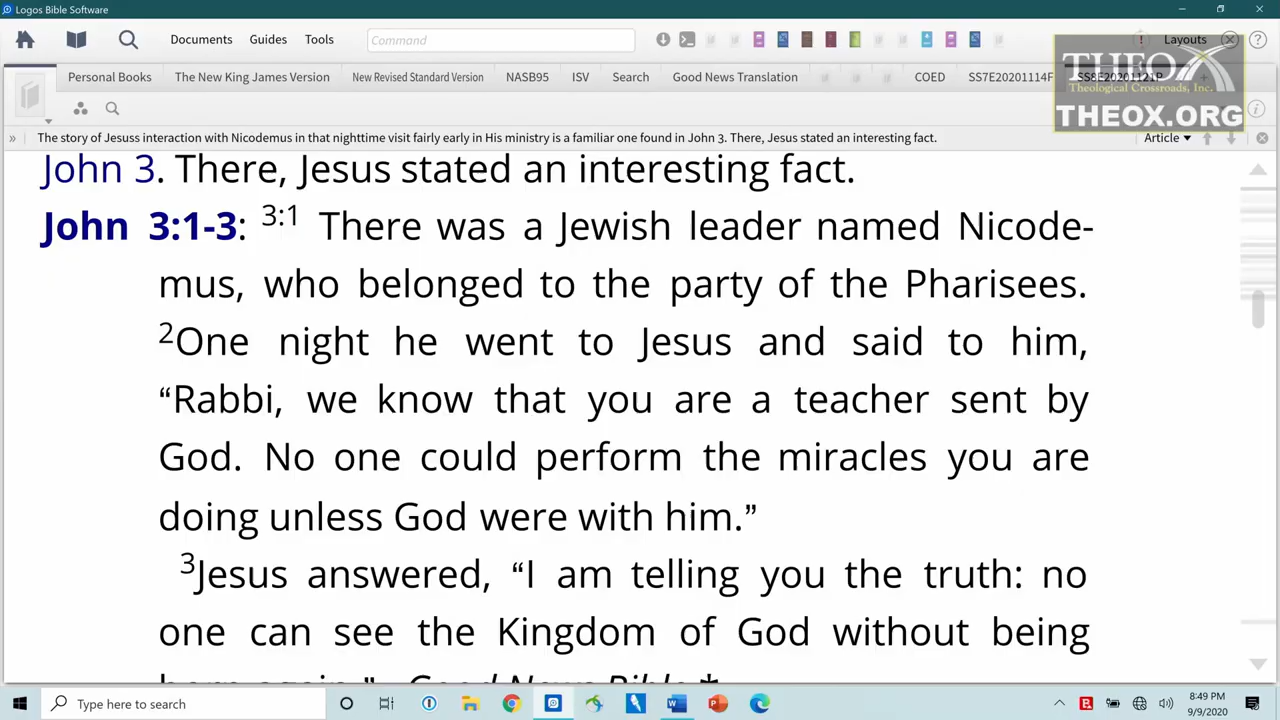 Logos Bible Software
Documents Guides Tools Command Layouts
Personal Books The New King James Version New Revised Standard Version NASB95 ISV Search Good News Translation COED SS7E20201114F SS8E20201121P
THEOX
Theological Crossroads, Inc.
THEOX.ORG
The story of Jesuss interaction with Nicodemus in that nighttime visit fairly early in His ministry is a familiar one found in John 3. There, Jesus stated an interesting fact. Article
John 3. There, Jesus stated an interesting fact.
John 3:1-3: 3:1 There was a Jewish leader named Nicode-
mus, who belonged to the party of the Pharisees.
2One night he went to Jesus and said to him,
“Rabbi, we know that you are a teacher sent by
God. No one could perform the miracles you are
doing unless God were with him.”
3Jesus answered, “I am telling you the truth: no
one can see the Kingdom of God without being
born again.” Good News Bible *
Type here to search
8:49 PM
9/9/2020